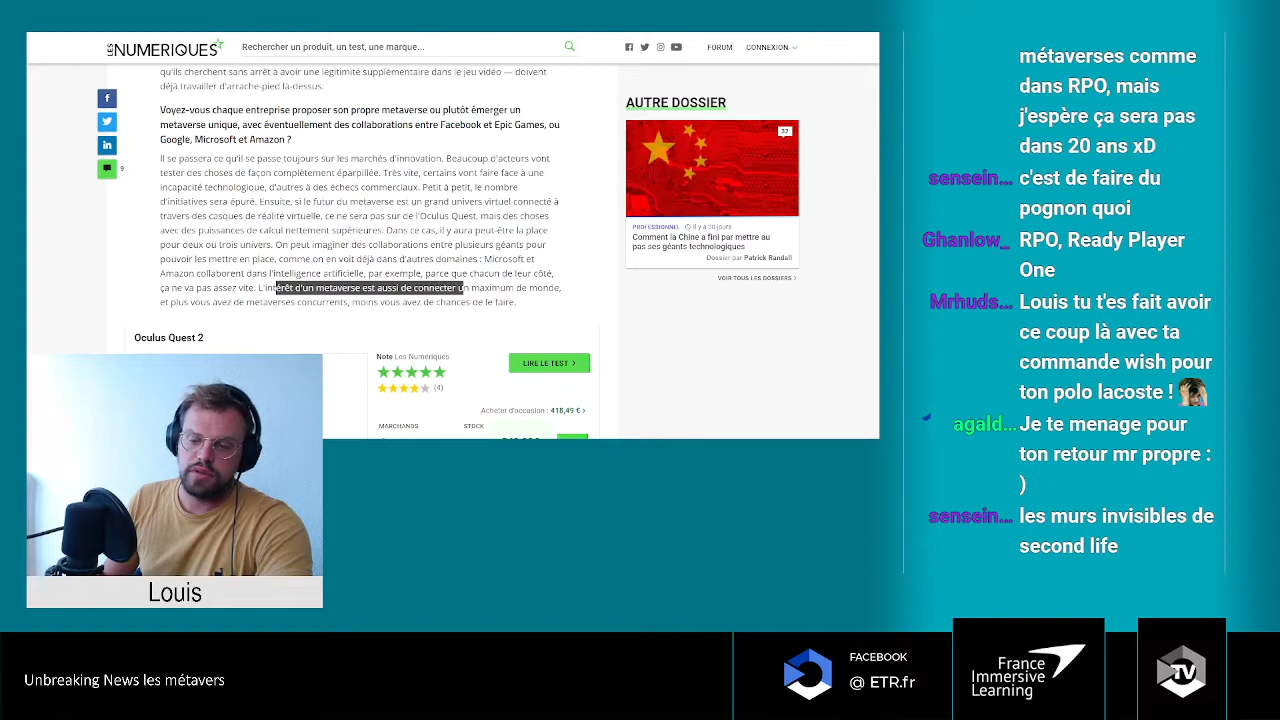 LES NUMERIQUES
Rechercher un produit, un test, une marque...
FORUM
CONNEXION
qu'ils cherchent sans arrêt à avoir une légitimité supplémentaire dans le jeu vidéo — doivent
déjà travailler d'arrache-pied là-dessus.
Voyez-vous chaque entreprise proposer son propre metaverse ou plutôt émerger un
metaverse unique, avec éventuellement des collaborations entre Facebook et Epic Games, ou
Google, Microsoft et Amazon ?
9
Il se passera ce qu'il se passe toujours sur les marchés d'innovation. Beaucoup d'acteurs vont
tester des choses de façon complètement éparpillée. Très vite, certains vont faire face à une
incapacité technologique, d'autres à des échecs commerciaux. Petit à petit, le nombre
d'initiatives sera épuré. Ensuite, si le futur du metaverse est un grand univers virtuel connecté à
travers des casques de réalité virtuelle, ce ne sera pas sur de l'Oculus Quest, mais des choses
avec des puissances de calcul nettement supérieures. Dans ce cas, il y aura peut-être la place
pour deux ou trois univers. On peut imaginer des collaborations entre plusieurs géants pour
pouvoir les mettre en place, comme on en voit déjà dans d'autres domaines : Microsoft et
Amazon collaborent dans l'intelligence artificielle, par exemple, parce que chacun de leur côté,
ça ne va pas assez vite. L'intérêt d'un metaverse est aussi de connecter un maximum de monde,
et plus vous avez de metaverses concurrents, moins vous avez de chances de le faire.
Oculus Quest 2
Note Les Numériques
LIRE LE TEST >
(4)
Acheter d'occasion : 418,49 € >
MARCHANDS
STOCK
AUTRE DOSSIER
32
PROFESSIONNEL
il y a 30 jours
Comment la Chine a fini par mettre au
pas ses géants technologiques
Dossier par Patrick Randall
VOIR TOUS LES DOSSIERS >
métaverses comme
dans RPO, mais
j'espère ça sera pas
dans 20 ans xD
sensein... c'est de faire du
pognon quoi
Ghanlow_ RPO, Ready Player
One
Mrhuds... Louis tu t'es fait avoir
ce coup là avec ta
commande wish pour
ton polo lacoste !
agald... Je te menage pour
ton retour mr propre :
)
sensein... les murs invisibles de
second life
Louis
Unbreaking News les métavers
FACEBOOK
@ ETR.fr
France
Immersive
Learning
TV